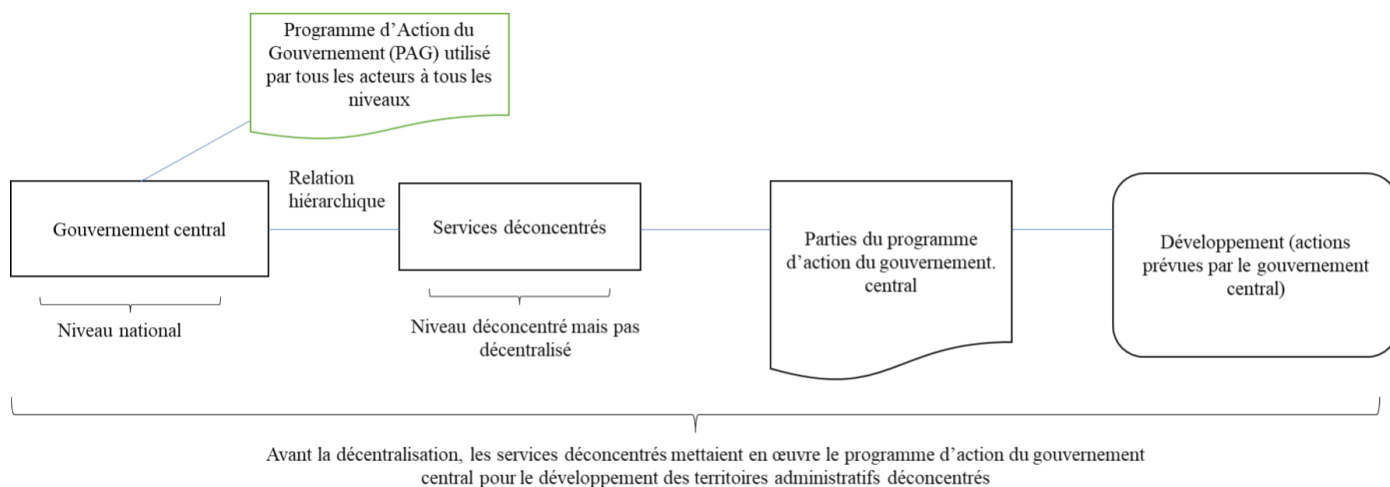 Programme d’Action du
Gouvernement (PAG) utilisé
par tous les acteurs à tous les
niveaux
Relation
hiérarchique
Gouvernement central
Services déconcentrés
Parties du programme
d’action du gouvernement.
central
Développement (actions
prévues par le gouvernement
central)
Niveau national
Niveau déconcentré mais pas
décentralisé
Avant la décentralisation, les services déconcentrés mettaient en œuvre le programme d’action du gouvernement
central pour le développement des territoires administratifs déconcentrés